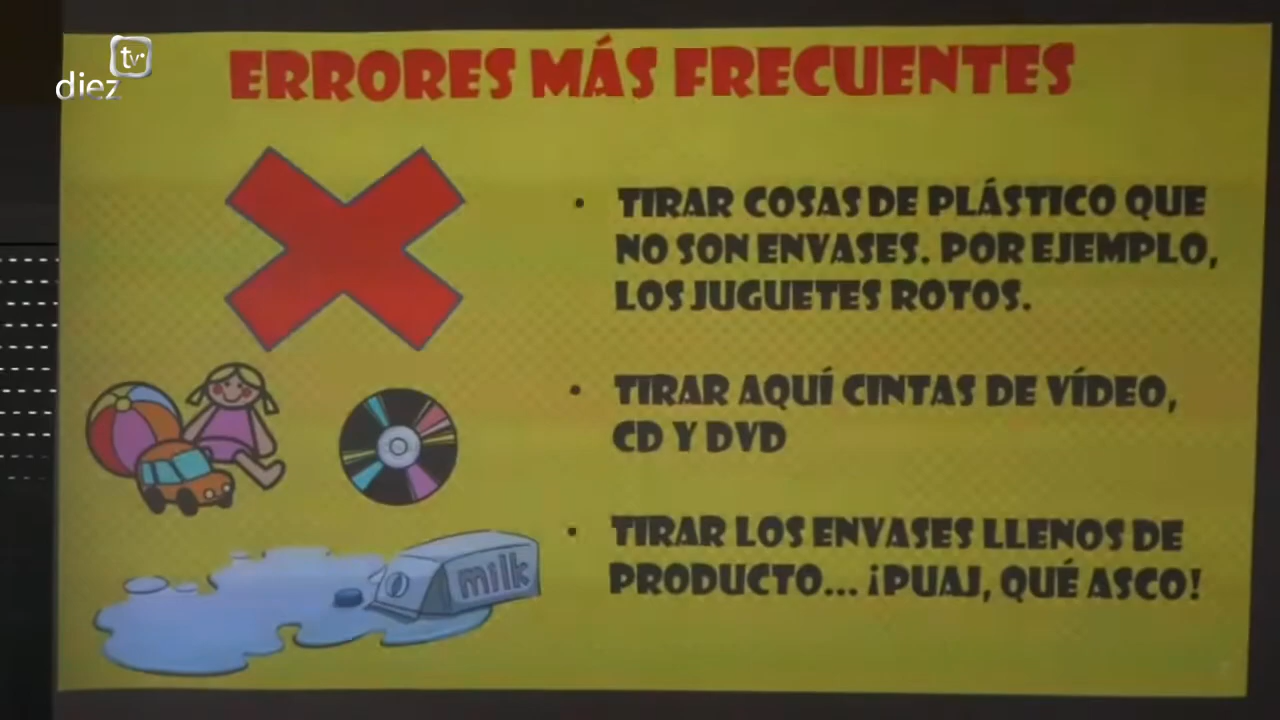 diez tv
ERRORES MÁS FRECUENTES
• TIRAR COSAS DE PLÁSTICO QUE
NO SON ENVASES. POR EJEMPLO,
LOS JUGUETES ROTOS.
• TIRAR AQUÍ CINTAS DE VÍDEO,
CD Y DVD
• TIRAR LOS ENVASES LLENOS DE
PRODUCTO... ¡PUAJ, QUÉ ASCO!
milk